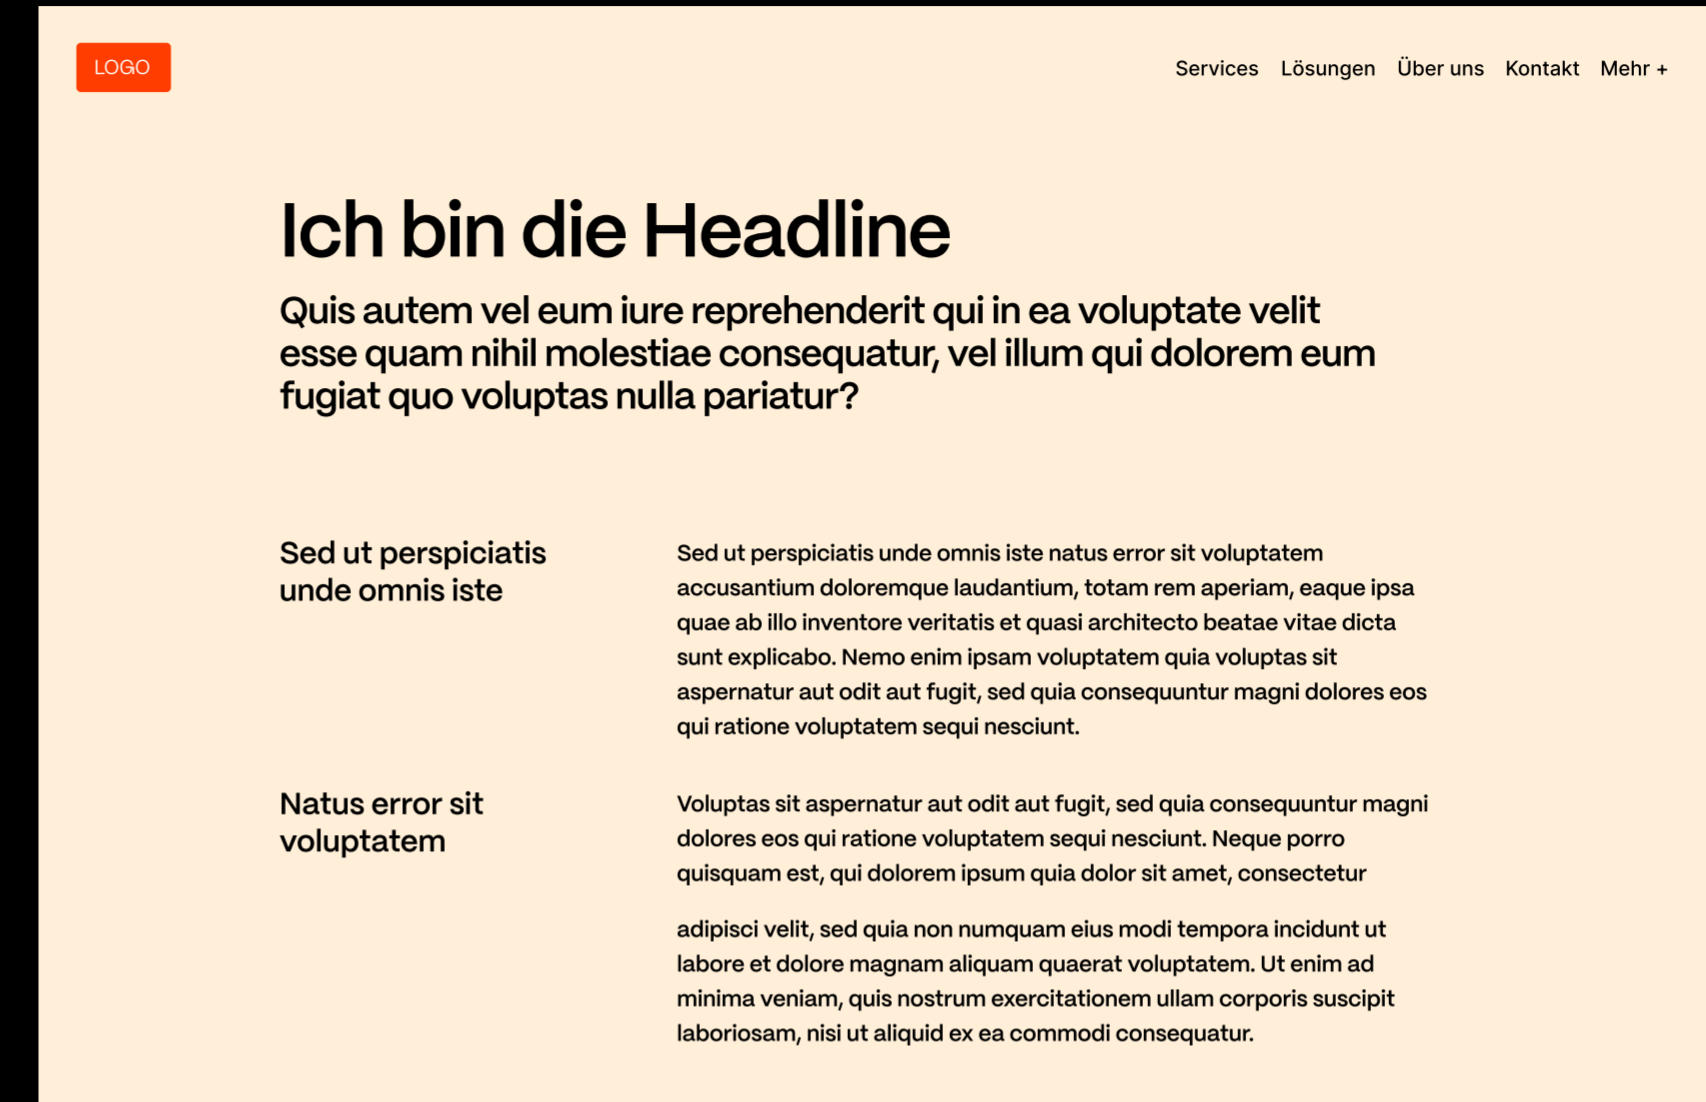 LOGO
Services Lösungen Über uns Kontakt Mehr +
Ich bin die Headline
Quis autem vel eum iure reprehenderit qui in ea voluptate velit
esse quam nihil molestiae consequatur, vel illum qui dolorem eum
fugiat quo voluptas nulla pariatur?
Sed ut perspiciatis
unde omnis iste
Sed ut perspiciatis unde omnis iste natus error sit voluptatem
accusantium doloremque laudantium, totam rem aperiam, eaque ipsa
quae ab illo inventore veritatis et quasi architecto beatae vitae dicta
sunt explicabo. Nemo enim ipsam voluptatem quia voluptas sit
aspernatur aut odit aut fugit, sed quia consequuntur magni dolores eos
qui ratione voluptatem sequi nesciunt.
Natus error sit
voluptatem
Voluptas sit aspernatur aut odit aut fugit, sed quia consequuntur magni
dolores eos qui ratione voluptatem sequi nesciunt. Neque porro
quisquam est, qui dolorem ipsum quia dolor sit amet, consectetur
adipisci velit, sed quia non numquam eius modi tempora incidunt ut
labore et dolore magnam aliquam quaerat voluptatem. Ut enim ad
minima veniam, quis nostrum exercitationem ullam corporis suscipit
laboriosam, nisi ut aliquid ex ea commodi consequatur.